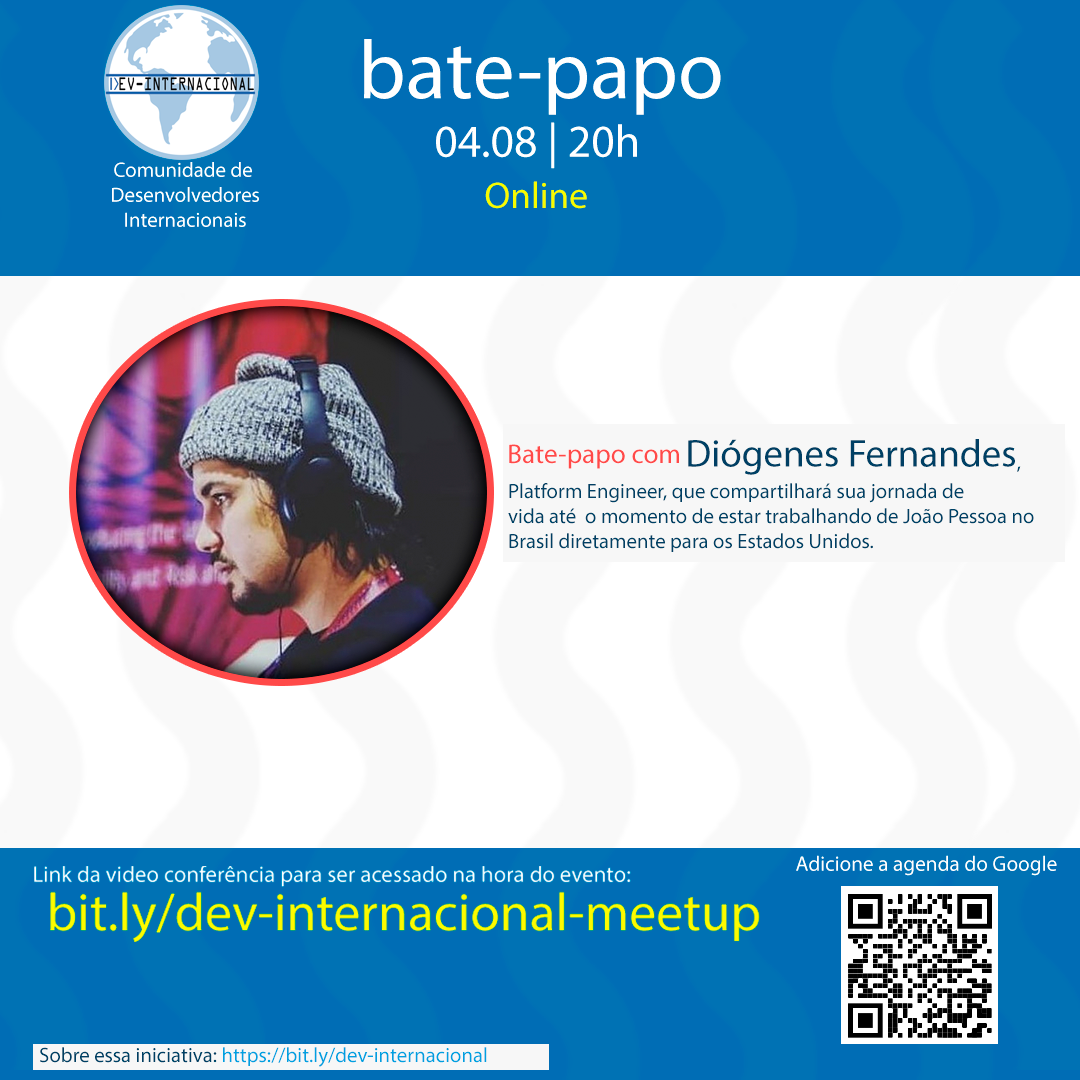 DEV-INTERNACIONAL
Comunidade de
Desenvolvedores
Internacionais
bate-papo
04.08 | 20h
Online
Bate-papo com Diógenes Fernandes,
Platform Engineer, que compartilhará sua jornada de
vida até o momento de estar trabalhando de João Pessoa no
Brasil diretamente para os Estados Unidos.
Link da video conferência para ser acessado na hora do evento:
bit.ly/dev-internacional-meetup
Adicione a agenda do Google
Sobre essa iniciativa: https://bit.ly/dev-internacional